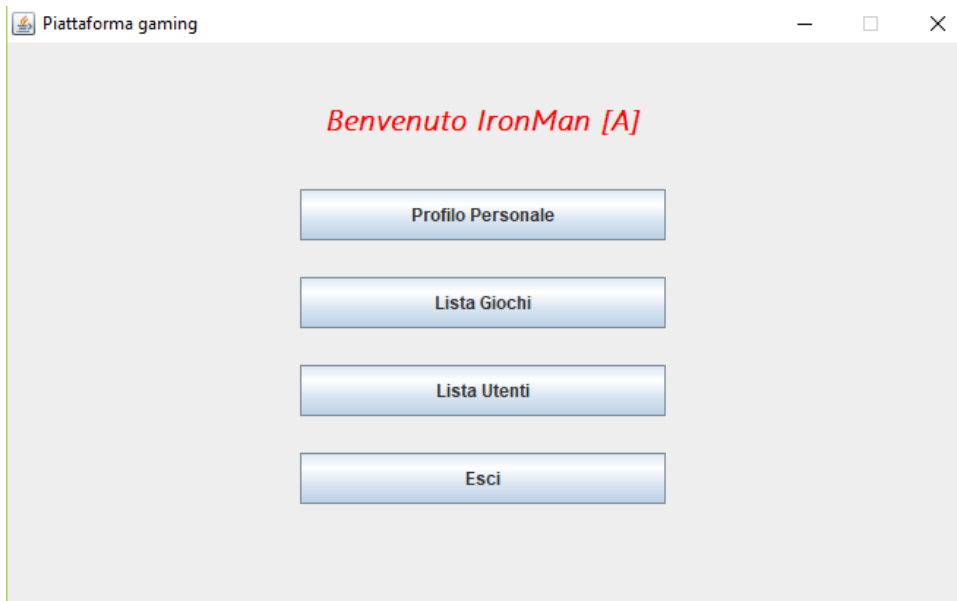 Piattaforma gaming
Benvenuto IronMan [A]
Profilo Personale
Lista Giochi
Lista Utenti
Esci